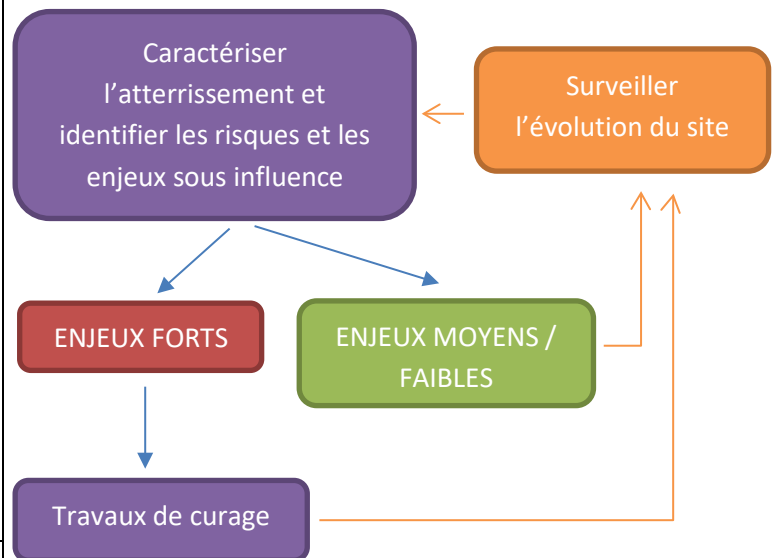 Caractériser
l’atterrissement et
identifier les risques et les
enjeux sous influence
Surveiller
l’évolution du site
ENJEUX FORTS
ENJEUX MOYENS /
FAIBLES
Travaux de curage